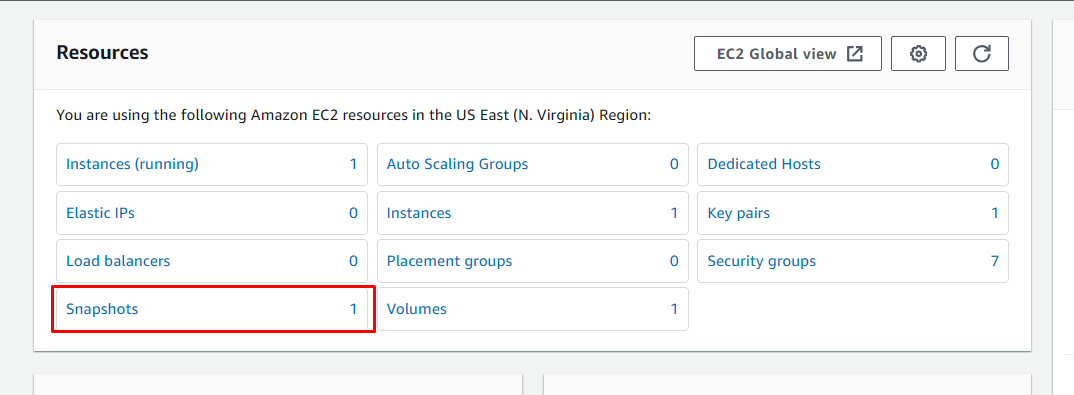 Resources
EC2 Global view
You are using the following Amazon EC2 resources in the US East (N. Virginia) Region:
Instances (running) 1
Auto Scaling Groups 0
Dedicated Hosts 0
Elastic IPs 0
Instances 1
Key pairs 1
Load balancers 0
Placement groups 0
Security groups 7
Snapshots 1
Volumes 1